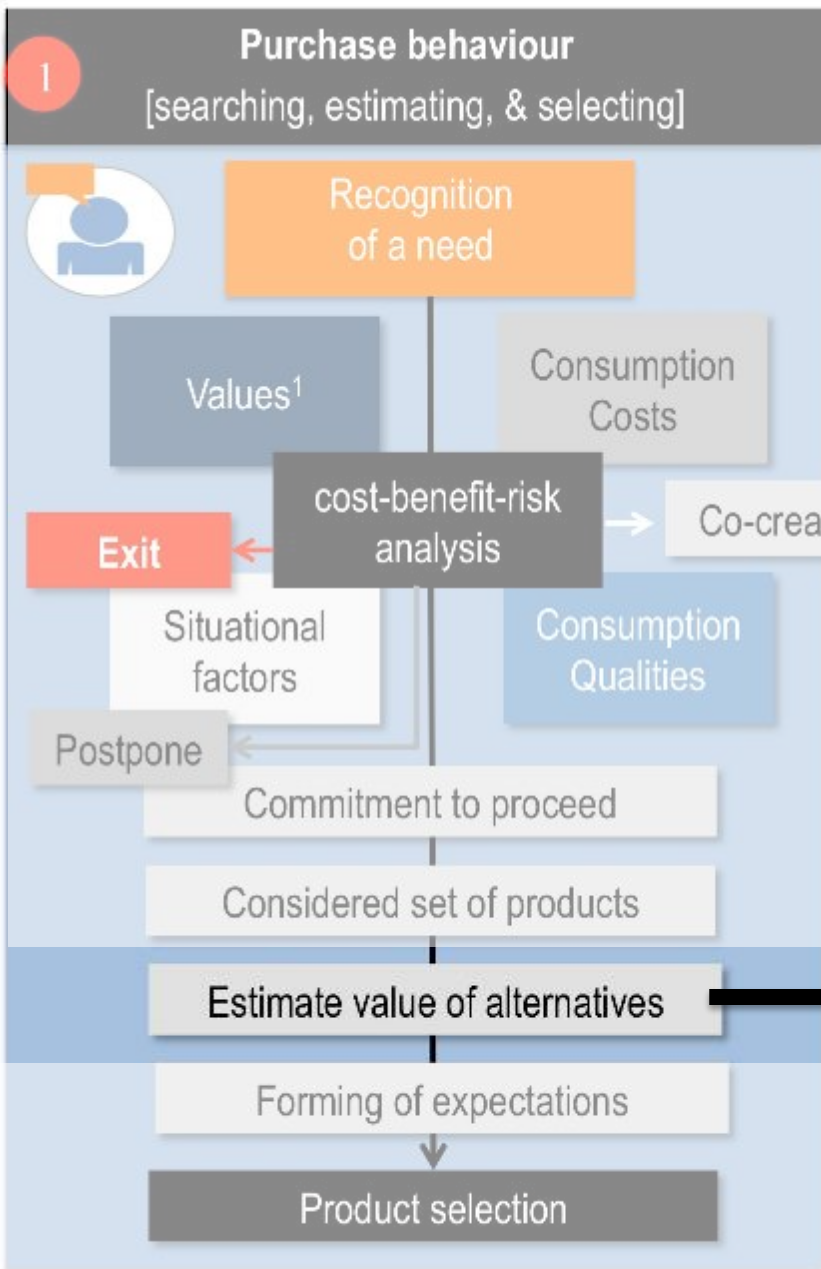 1
Purchase behaviour
[searching, estimating, & selecting]
Recognition
of a need
Values1
Consumption
Costs
cost-benefit-risk
analysis
Exit
Co-crea
Situational
factors
Consumption
Qualities
Postpone
Commitment to proceed
Considered set of products
Estimate value of alternatives
Forming of expectations
Product selection